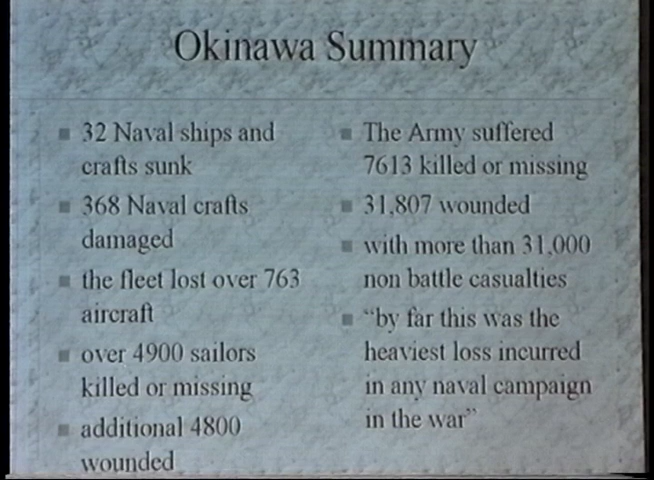 Okinawa Summary
32 Naval ships and
crafts sunk
368 Naval crafts
damaged
the fleet lost over 763
aircraft
over 4900 sailors
killed or missing
additional 4800
wounded
The Army suffered
7613 killed or missing
31,807 wounded
with more than 31,000
non battle casualties
“by far this was the
heaviest loss incurred
in any naval campaign
in the war”